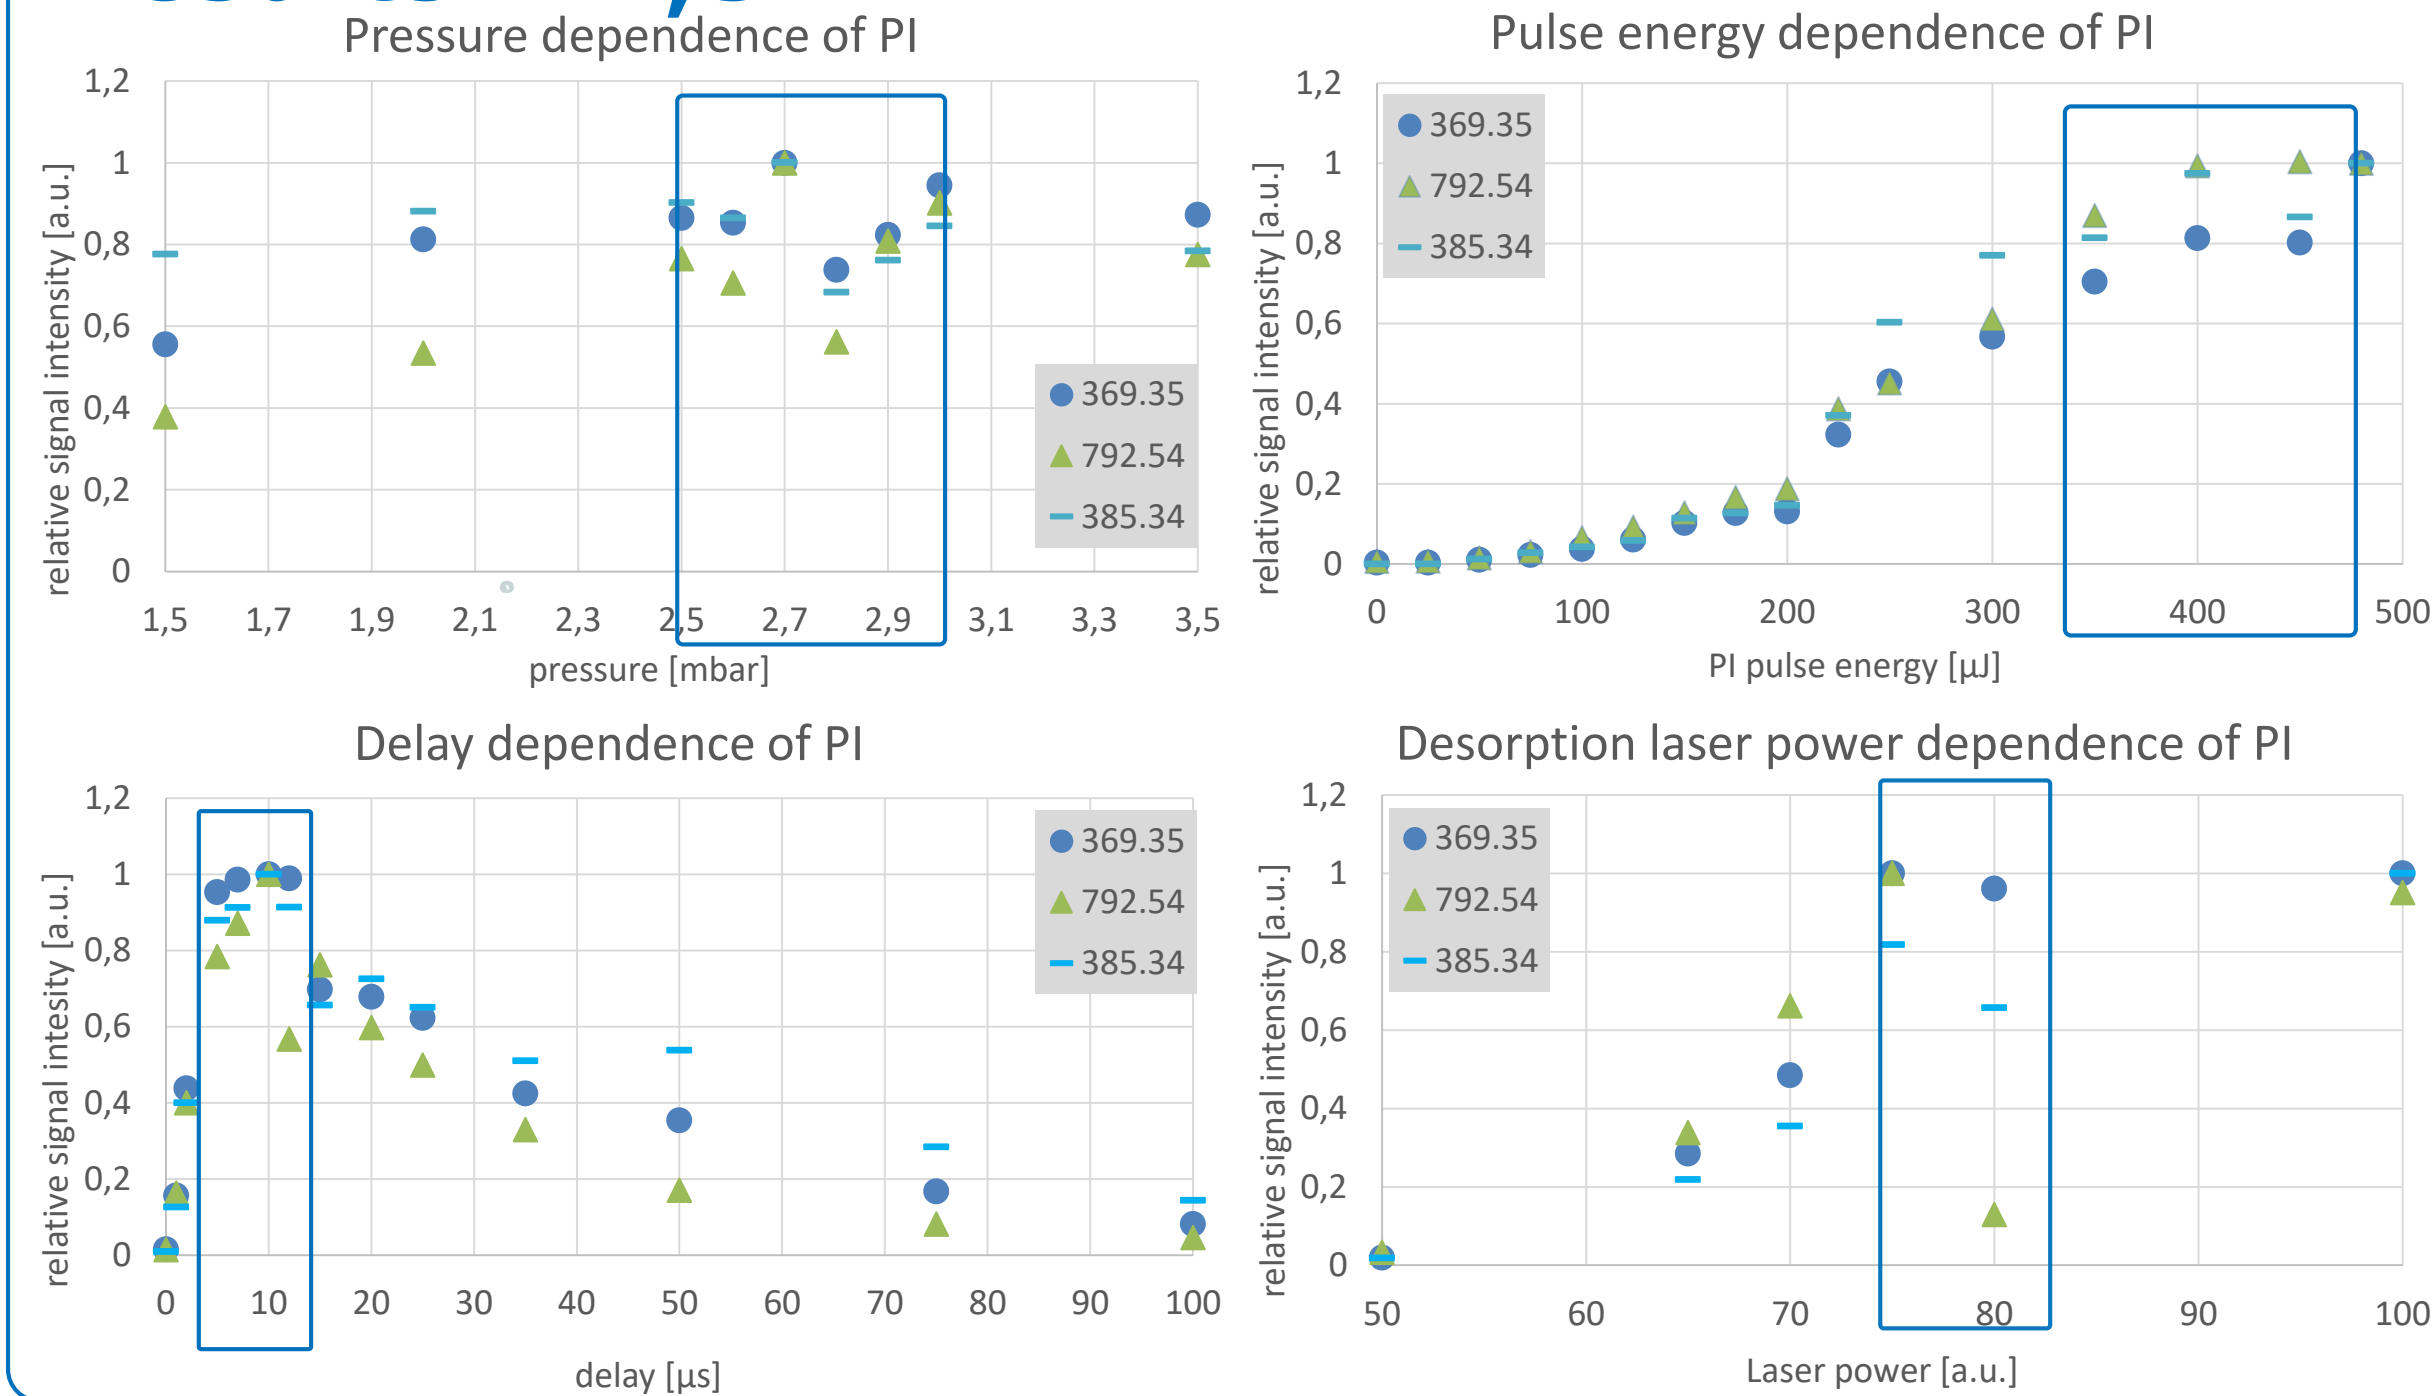 Pressure dependence of PI
1,2
1
0,8
0,6
0,4
0,2
0
relative signal intensity [a.u.]
369.35
792.54
385.34
1,5 1,7 1,9 2,1 2,3 2,5 2,7 2,9 3,1 3,3 3,5
pressure [mbar]
Pulse energy dependence of PI
1,2
1
0,8
0,6
0,4
0,2
0
relative signal intensity [a.u.]
369.35
792.54
385.34
0 100 200 300 400 500
PI pulse energy [µJ]
Delay dependence of PI
1,2
1
0,8
0,6
0,4
0,2
0
relative signal intesity [a.u.]
369.35
792.54
385.34
0 10 20 30 40 50 60 70 80 90 100
delay [µs]
Desorption laser power dependence of PI
1,2
1
0,8
0,6
0,4
0,2
0
relative signal intensity [a.u.]
369.35
792.54
385.34
50 60 70 80 90 100
Laser power [a.u.]